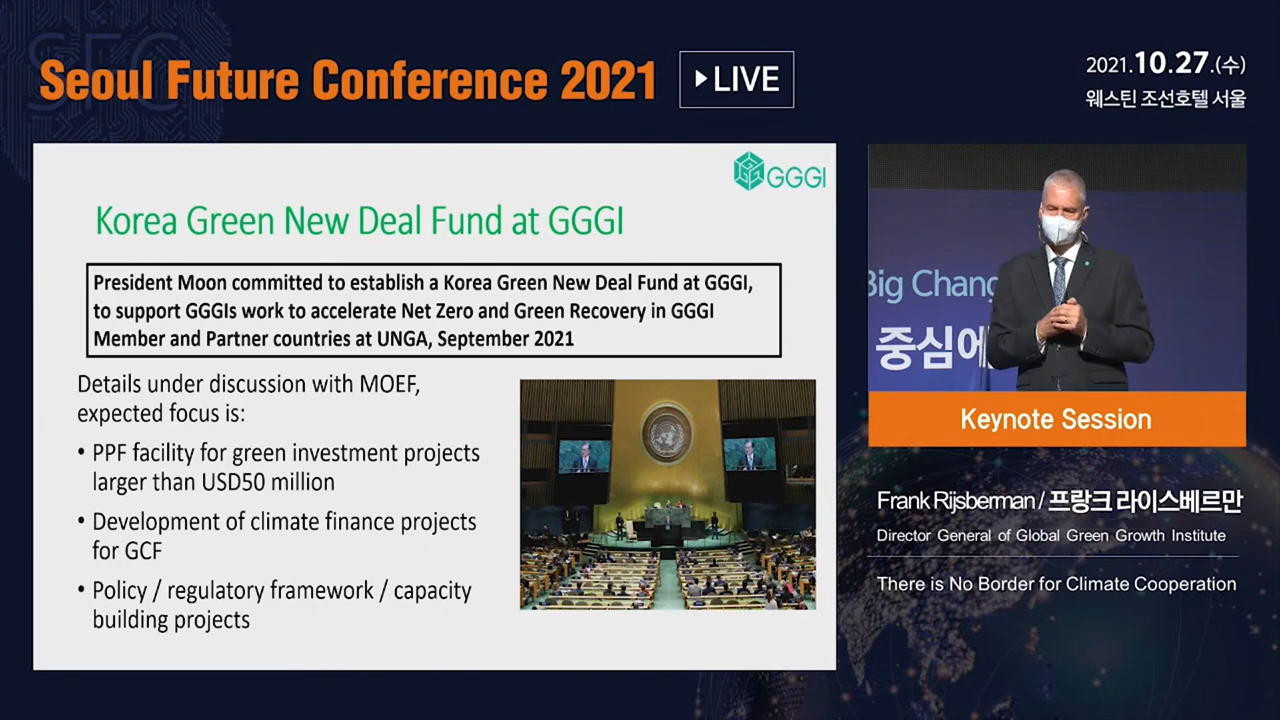 Seoul Future Conference 2021
LIVE
2021.10.27.(수)
웨스틴 조선호텔 서울
GGGI
Korea Green New Deal Fund at GGGI
President Moon committed to establish a Korea Green New Deal Fund at GGGI,
to support GGGIs work to accelerate Net Zero and Green Recovery in GGGI
Member and Partner countries at UNGA, September 2021
Details under discussion with MOEF,
expected focus is:
• PPF facility for green investment projects
larger than USD50 million
• Development of climate finance projects
for GCF
• Policy / regulatory framework / capacity
building projects
Big Chang
중심에
Keynote Session
Frank Rijsberman / 프랑크 라이스베르만
Director General of Global Green Growth Institute
There is No Border for Climate Cooperation
SFC